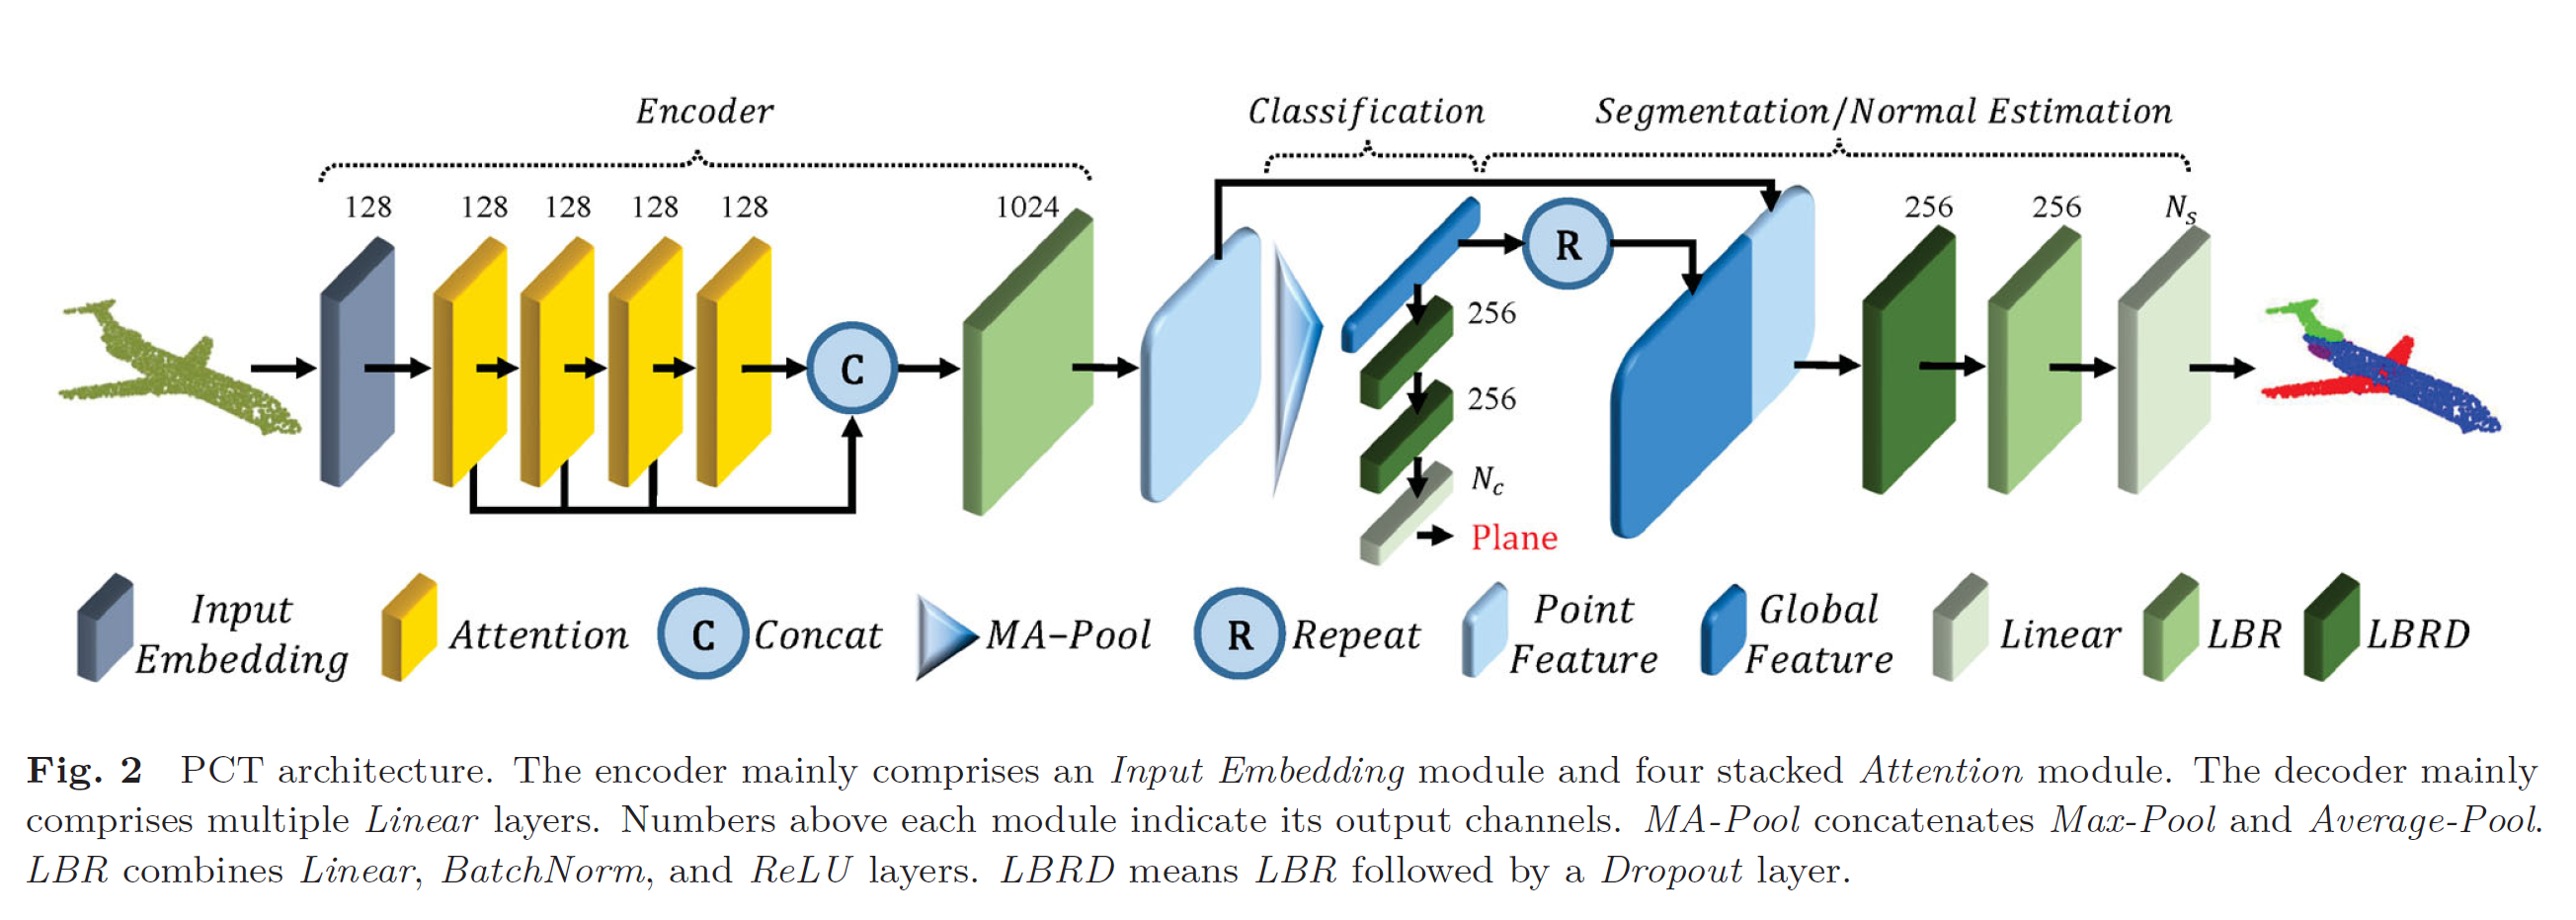 Encoder
Classification
Segmentation/Normal Estimation
128
128
128
128
128
1024
256
256
N_s
C
R
256
256
N_c
Plane
Input Embedding
Attention
C
Concat
MA–Pool
R
Repeat
Point Feature
Global Feature
Linear
LBR
LBRD
Fig. 2 PCT architecture. The encoder mainly comprises an Input Embedding module and four stacked Attention module. The decoder mainly
comprises multiple Linear layers. Numbers above each module indicate its output channels. MA-Pool concatenates Max-Pool and Average-Pool.
LBR combines Linear, BatchNorm, and ReLU layers. LBRD means LBR followed by a Dropout layer.